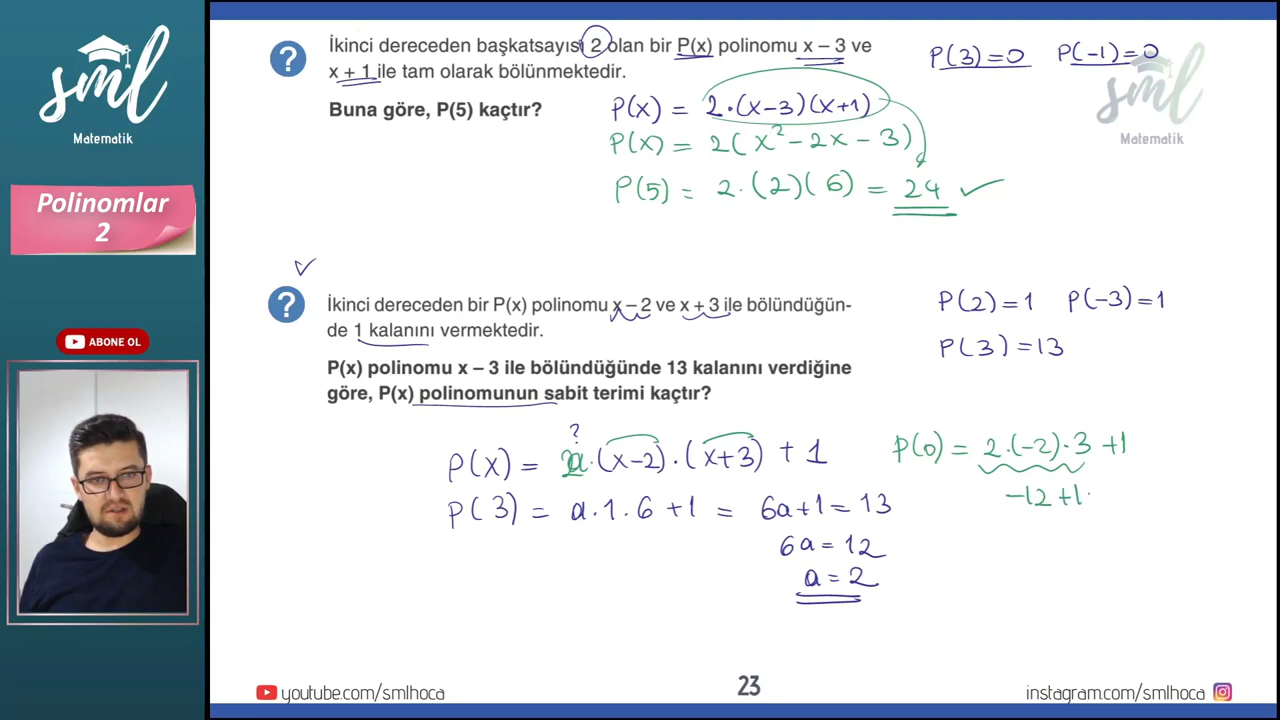 sml
Matematik
Polinomlar
2
ABONE OL
?
İkinci dereceden başkatsayısı 2 olan bir P(x) polinomu x – 3 ve
x + 1 ile tam olarak bölünmektedir.
Buna göre, P(5) kaçtır?
P(3)=0 P(-1)=0
sml
Matematik
P(x) = 2.(x-3)(x+1)
P(x) = 2(x² - 2x - 3)
P(5) = 2.(2)(6) = 24 ✓
✓
?
İkinci dereceden bir P(x) polinomu x – 2 ve x + 3 ile bölündüğün-
de 1 kalanını vermektedir.
P(x) polinomu x – 3 ile bölündüğünde 13 kalanını verdiğine
göre, P(x) polinomunun sabit terimi kaçtır?
P(2)=1 P(-3)=1
P(3)=13
?
P(x) = a.(x-2).(x+3) + 1
P(3) = a.1.6 +1 = 6a+1 = 13
6a = 12
a = 2
P(0) = 2.(-2).3 +1
-12 +1
youtube.com/smlhoca
23
instagram.com/smlhoca